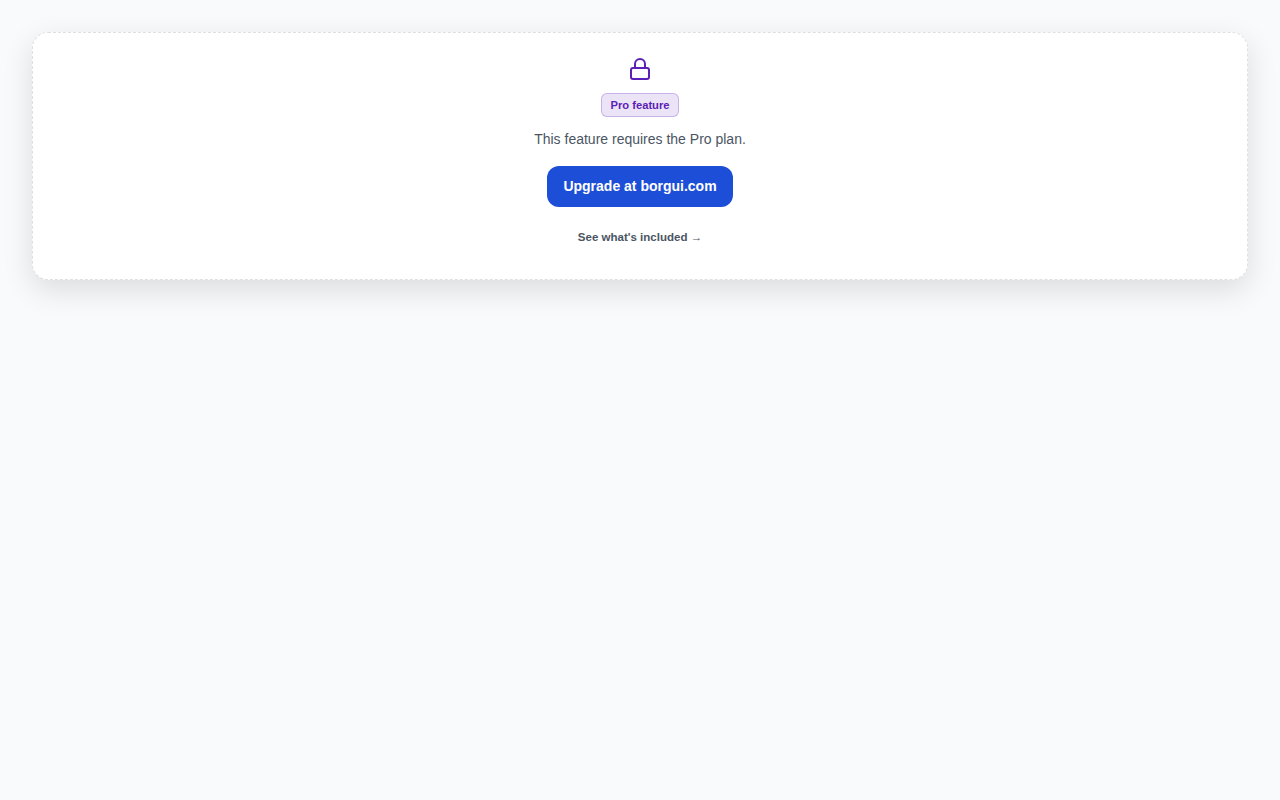 Pro feature
This feature requires the Pro plan.
Upgrade at borgui.com
See what's included →